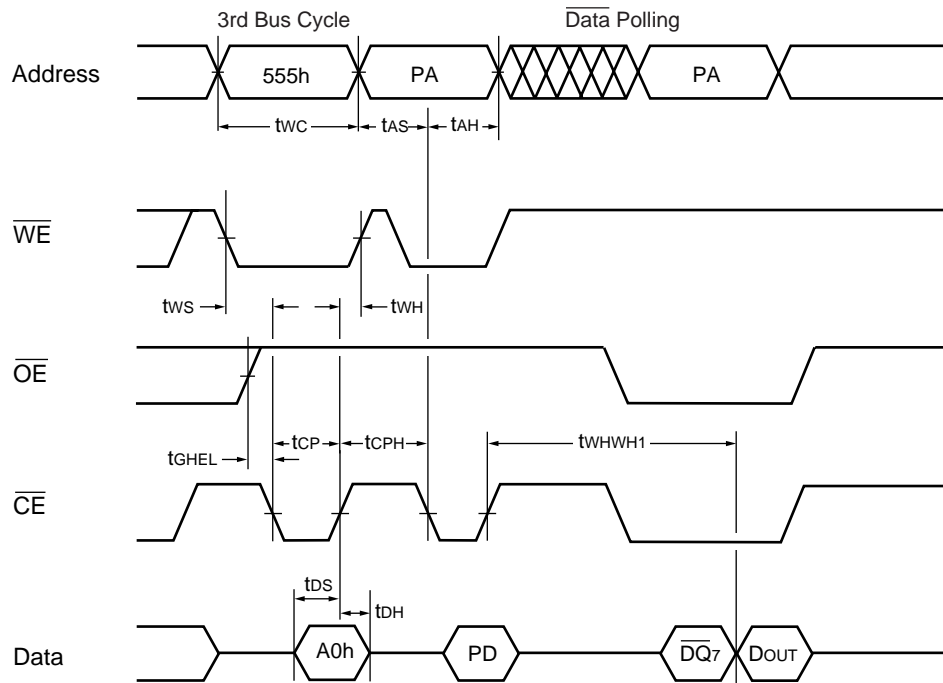 3rd Bus Cycle Data Polling
Address 555h PA PA
tWC tAS tAH
WE
tWS tWH
OE
tCP tCPH tWHWH1
tGHEL
CE
tDS
tDH
Data A0h PD DQ7 DOUT